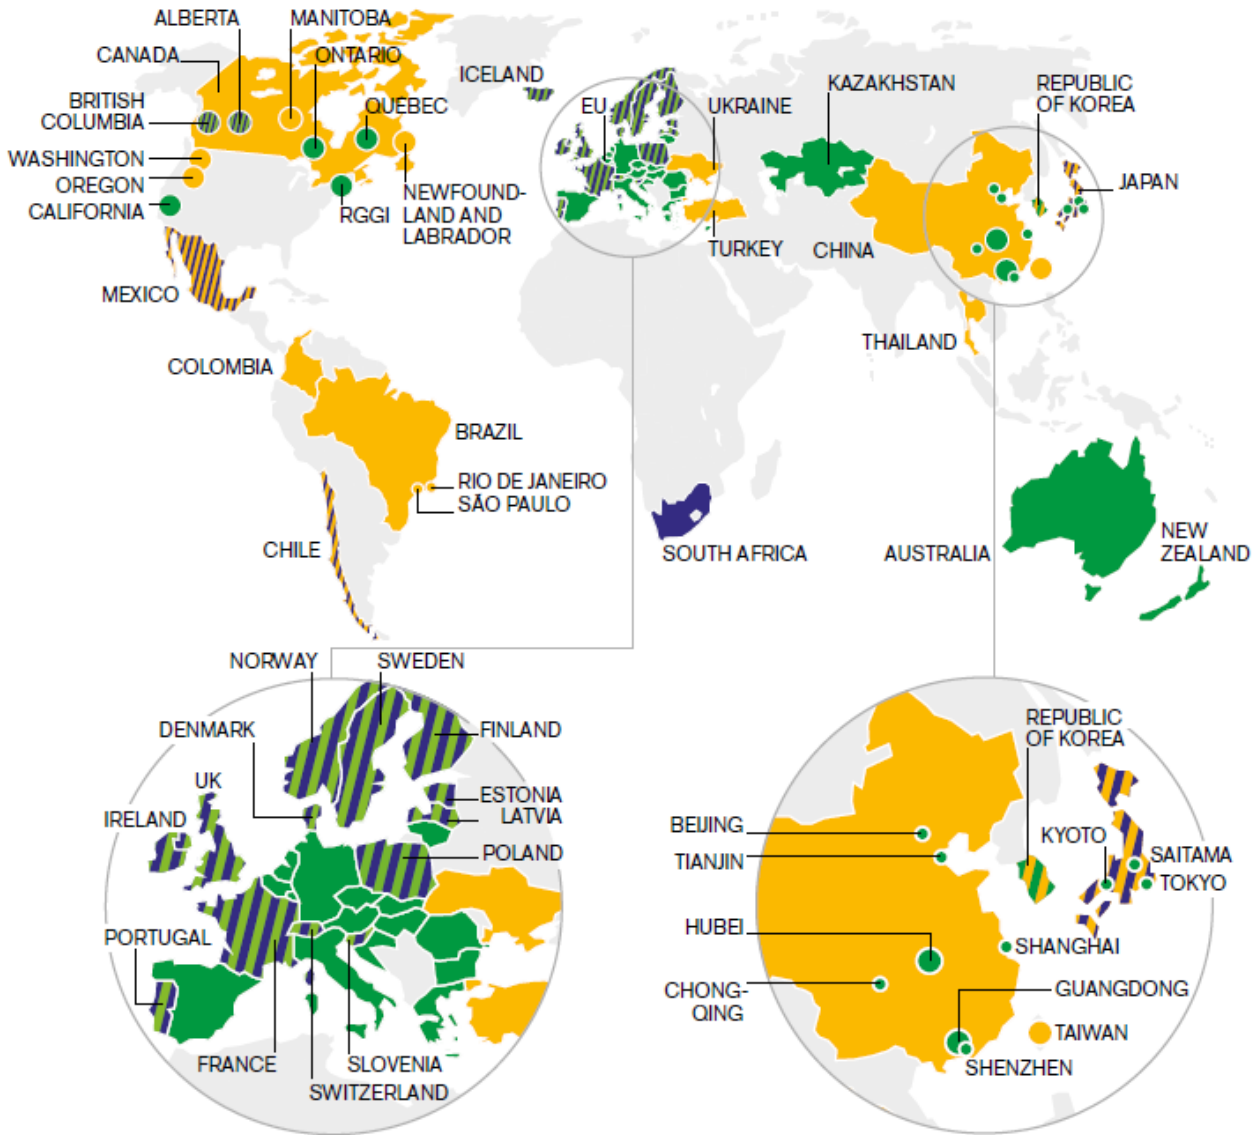 ALBERTA
MANITOBA
CANADA
ONTARIO
ICELAND
KAZAKHSTAN
REPUBLIC
OF KOREA
BRITISH
COLUMBIA
QUÉBEC
EU
UKRAINE
WASHINGTON
OREGON
CALIFORNIA
RGGI
NEWFOUND-
LAND AND
LABRADOR
JAPAN
TURKEY
CHINA
MEXICO
THAILAND
COLOMBIA
BRAZIL
RIO DE JANEIRO
SÃO PAULO
CHILE
SOUTH AFRICA
AUSTRALIA
NEW
ZEALAND
NORWAY
SWEDEN
DENMARK
FINLAND
UK
IRELAND
ESTONIA
LATVIA
POLAND
PORTUGAL
FRANCE
SLOVENIA
SWITZERLAND
REPUBLIC
OF KOREA
BEIJING
TIANJIN
KYOTO
SAITAMA
TOKYO
HUBEI
SHANGHAI
CHONG-
QING
GUANGDONG
TAIWAN
SHENZHEN